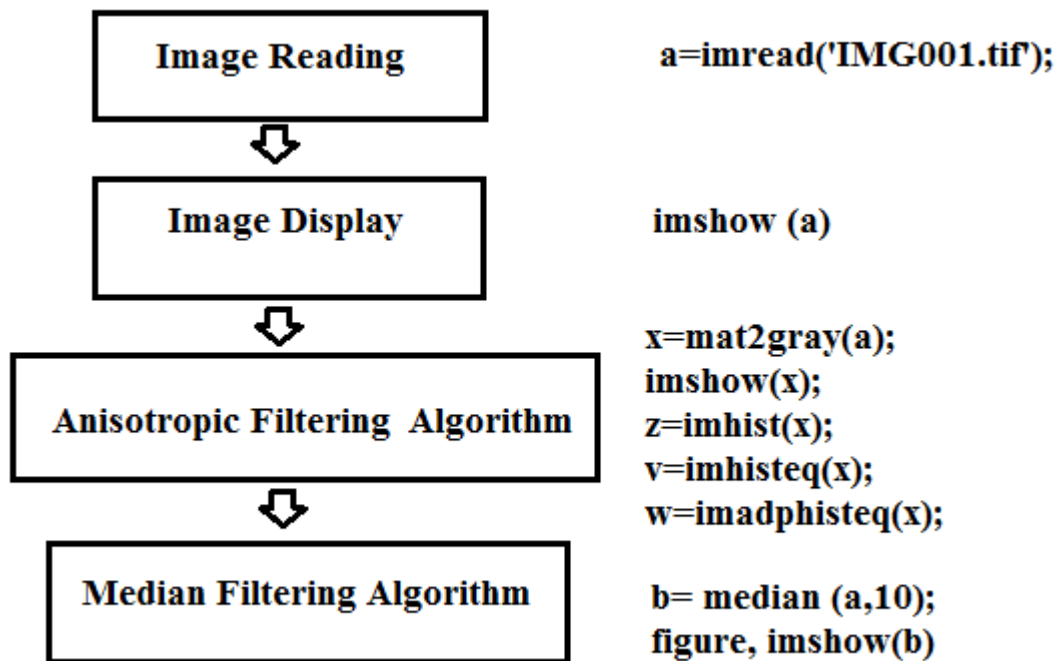 Image Reading
a=imread('IMG001.tif');
Image Display
imshow (a)
Anisotropic Filtering Algorithm
x=mat2gray(a);
imshow(x);
z=imhist(x);
v=imhisteq(x);
w=imadphisteq(x);
Median Filtering Algorithm
b= median (a,10);
figure, imshow(b)